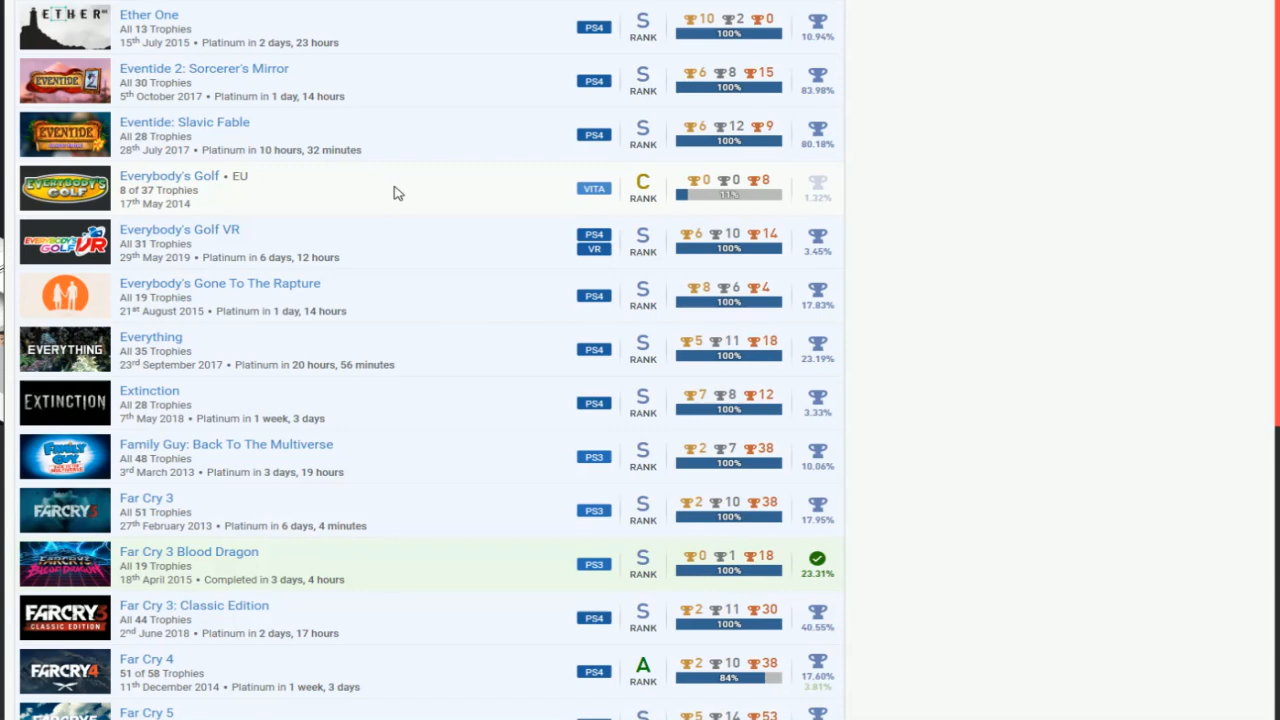 ETHER
Ether One
All 13 Trophies
15th July 2015 • Platinum in 2 days, 23 hours
PS4
S
RANK
10 2 0
100%
10.94%
EVENTIDE 2
Eventide 2: Sorcerer's Mirror
All 30 Trophies
5th October 2017 • Platinum in 1 day, 14 hours
PS4
S
RANK
6 8 15
100%
83.98%
EVENTIDE
Eventide: Slavic Fable
All 28 Trophies
28th July 2017 • Platinum in 10 hours, 32 minutes
PS4
S
RANK
6 12 9
100%
80.18%
EVERYBODY'S GOLF
Everybody's Golf • EU
8 of 37 Trophies
17th May 2014
VITA
C
RANK
0 0 8
11%
1.32%
EVERYBODY'S GOLF VR
Everybody's Golf VR
All 31 Trophies
29th May 2019 • Platinum in 6 days, 12 hours
PS4
VR
S
RANK
6 10 14
100%
3.45%
Everybody's Gone To The Rapture
All 19 Trophies
21st August 2015 • Platinum in 1 day, 14 hours
PS4
S
RANK
8 6 4
100%
17.83%
EVERYTHING
Everything
All 35 Trophies
23rd September 2017 • Platinum in 20 hours, 56 minutes
PS4
S
RANK
5 11 18
100%
23.19%
EXTINCTION
Extinction
All 28 Trophies
7th May 2018 • Platinum in 1 week, 3 days
PS4
S
RANK
7 8 12
100%
3.33%
FAMILY GUY
Family Guy: Back To The Multiverse
All 48 Trophies
3rd March 2013 • Platinum in 3 days, 19 hours
PS3
S
RANK
2 7 38
100%
10.06%
FARCRY3
Far Cry 3
All 51 Trophies
27th February 2013 • Platinum in 6 days, 4 minutes
PS3
S
RANK
2 10 38
100%
17.95%
FARCRY3
BLOOD DRAGON
Far Cry 3 Blood Dragon
All 19 Trophies
18th April 2015 • Completed in 3 days, 4 hours
PS3
S
RANK
0 1 18
100%
23.31%
FARCRY3
CLASSIC EDITION
Far Cry 3: Classic Edition
All 44 Trophies
2nd June 2018 • Platinum in 2 days, 17 hours
PS4
S
RANK
2 11 30
100%
40.55%
FARCRY4
Far Cry 4
51 of 58 Trophies
11th December 2014 • Platinum in 1 week, 3 days
PS4
A
RANK
2 10 38
84%
17.60%
3.81%
FARCRY5
Far Cry 5
S
5 14 53